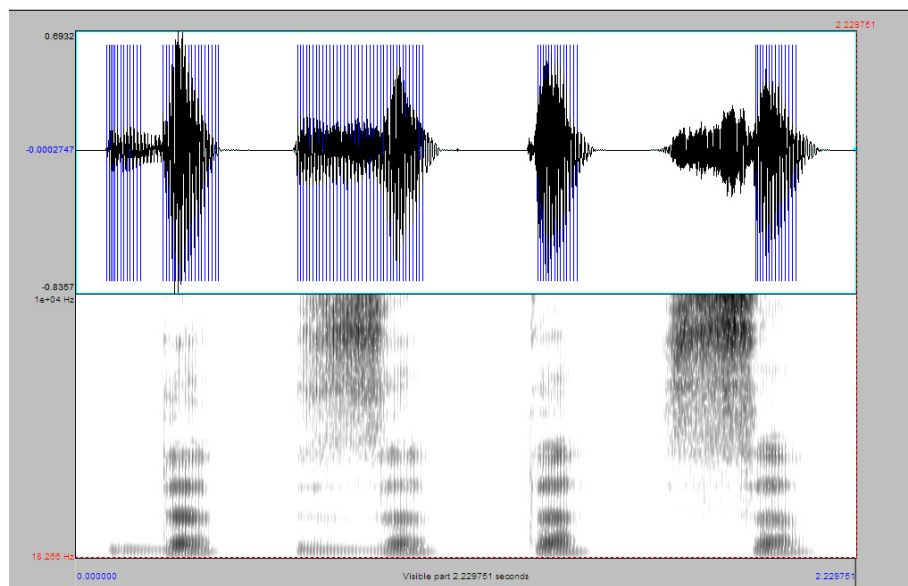 2.229751
0.6932
-0.0002747
-0.8357
1e+04 Hz
18.266 Hz
0.000000 Visible part 2.229751 seconds 2.229751